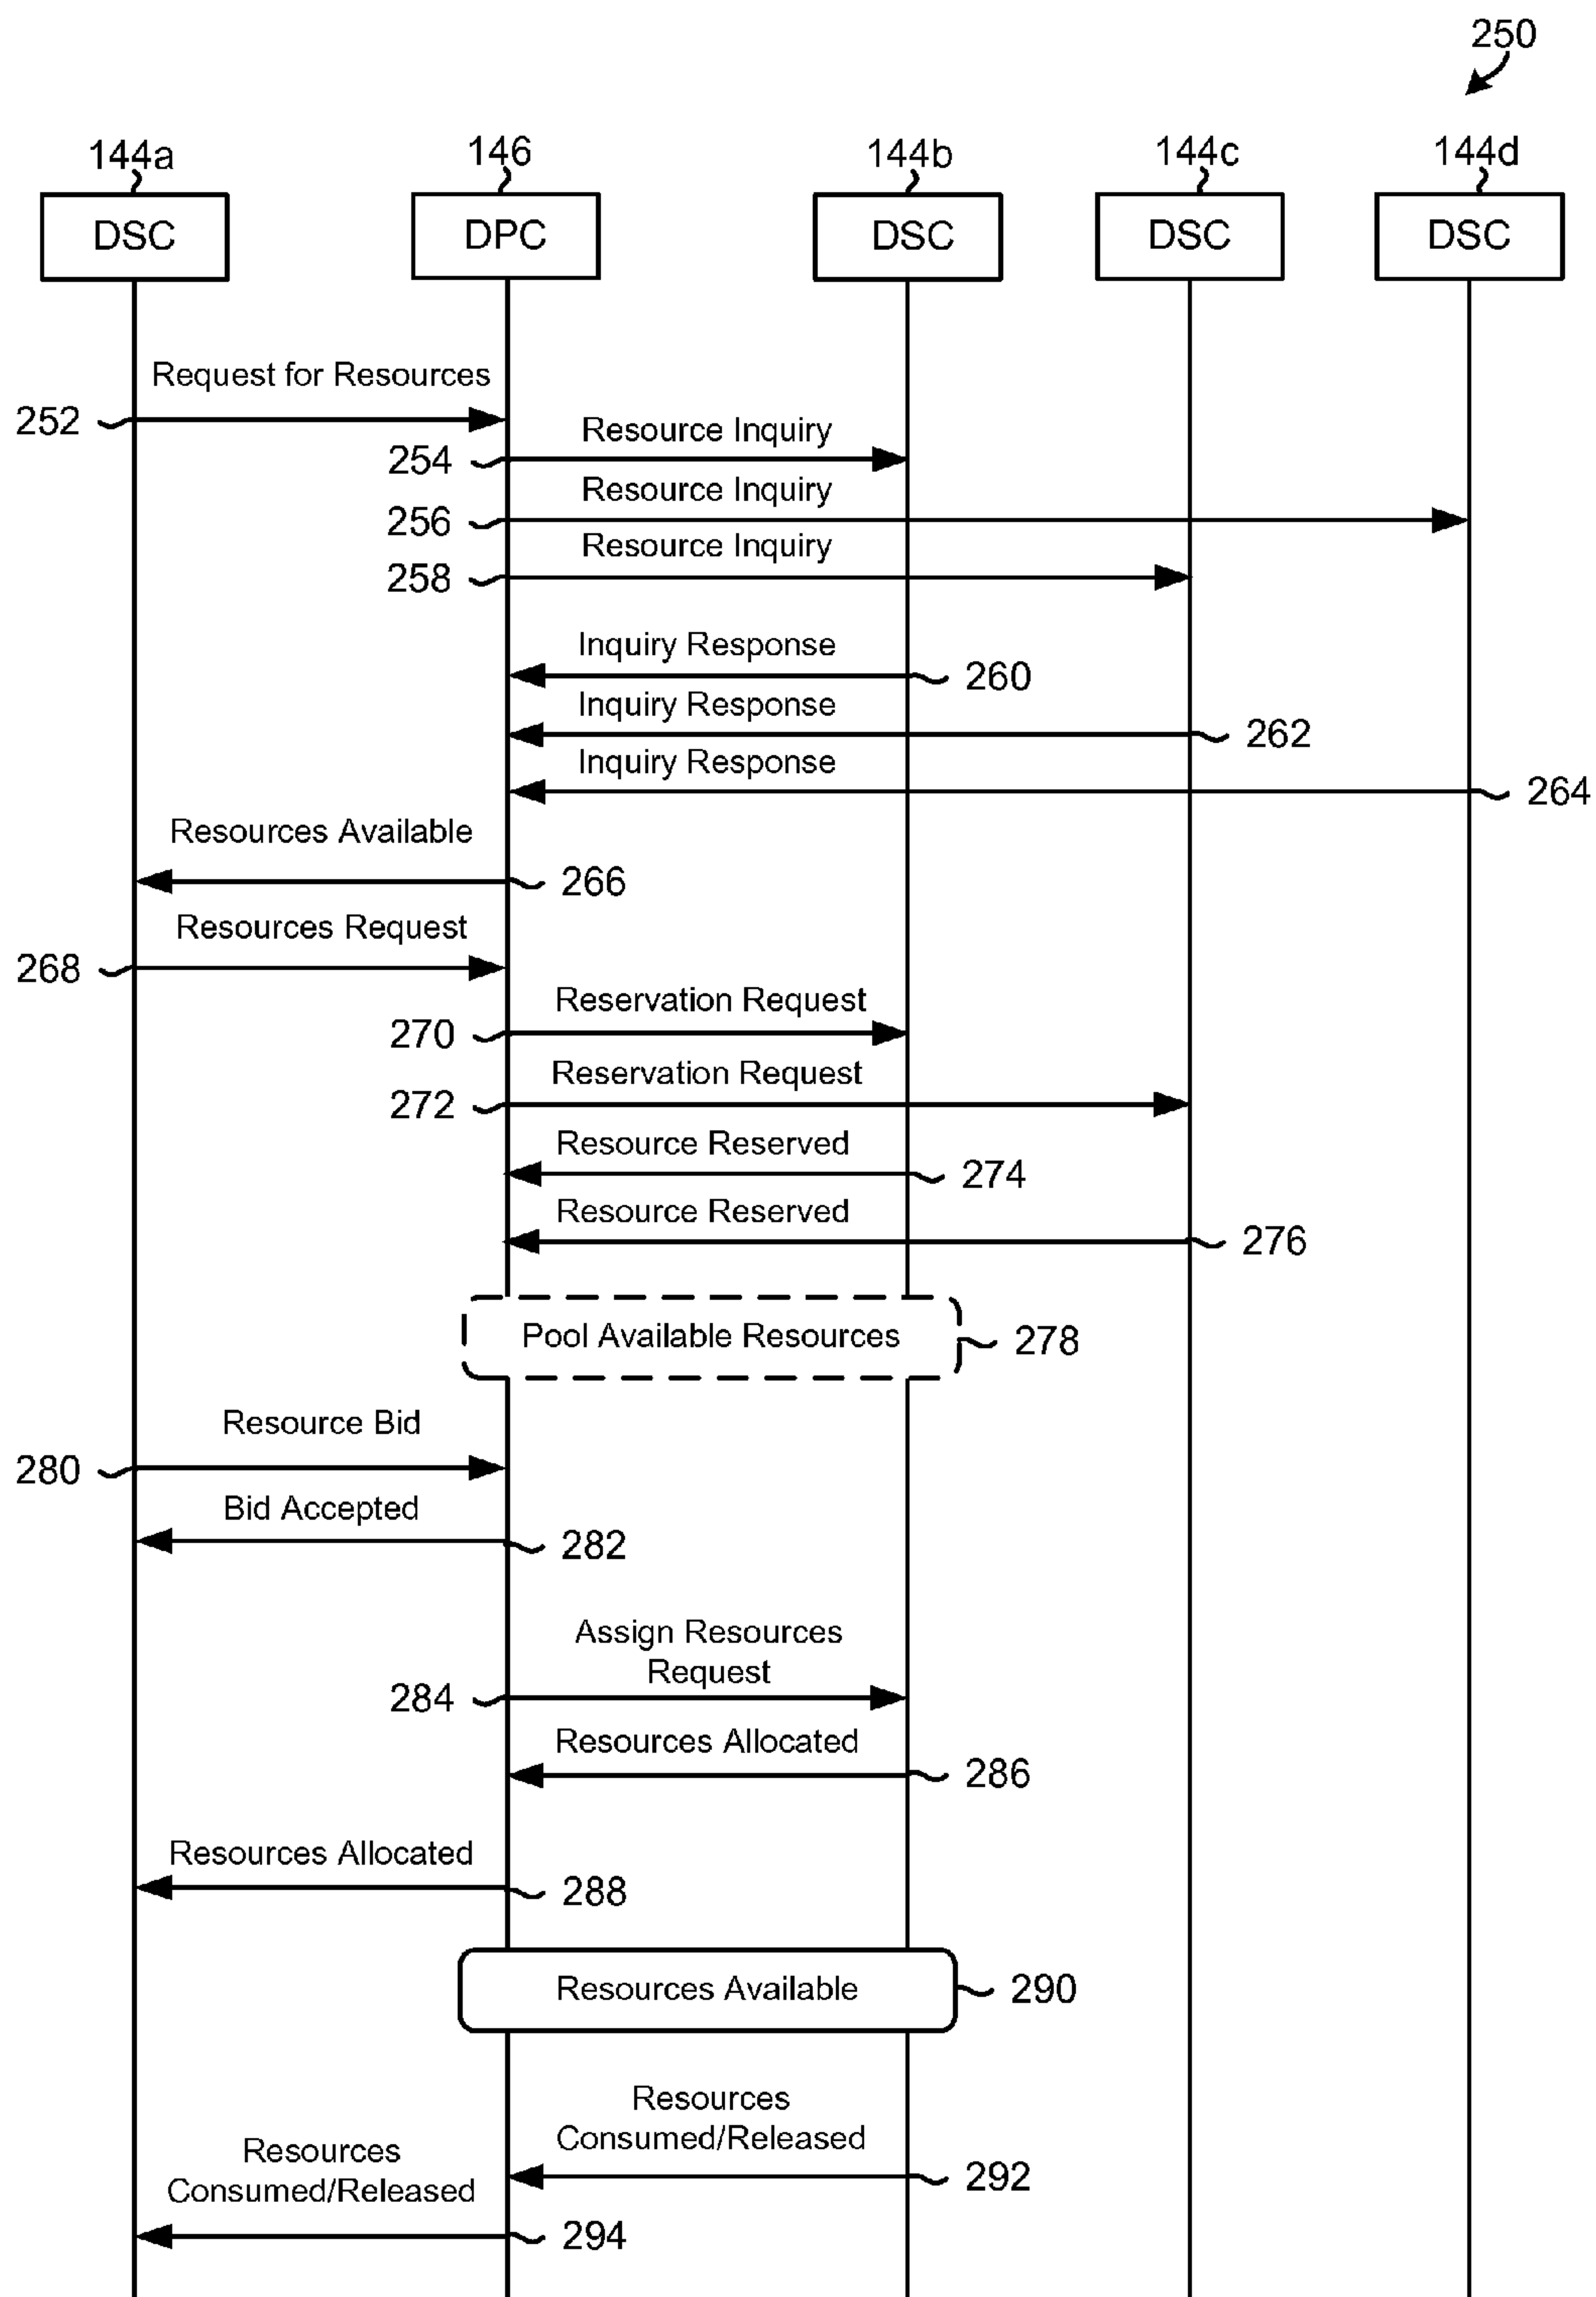 250
144a
146
144b
144c
144d
DSC
DPC
DSC
DSC
DSC
Request for Resources
252
Resource Inquiry
254
Resource Inquiry
256
Resource Inquiry
258
Inquiry Response
260
Inquiry Response
262
Inquiry Response
264
Resources Available
266
Resources Request
268
Reservation Request
270
Reservation Request
272
Resource Reserved
274
Resource Reserved
276
Pool Available Resources
278
Resource Bid
280
Bid Accepted
282
Assign Resources
Request
284
Resources Allocated
286
Resources Allocated
288
Resources Available
290
Resources
Consumed/Released
292
Resources
Consumed/Released
294